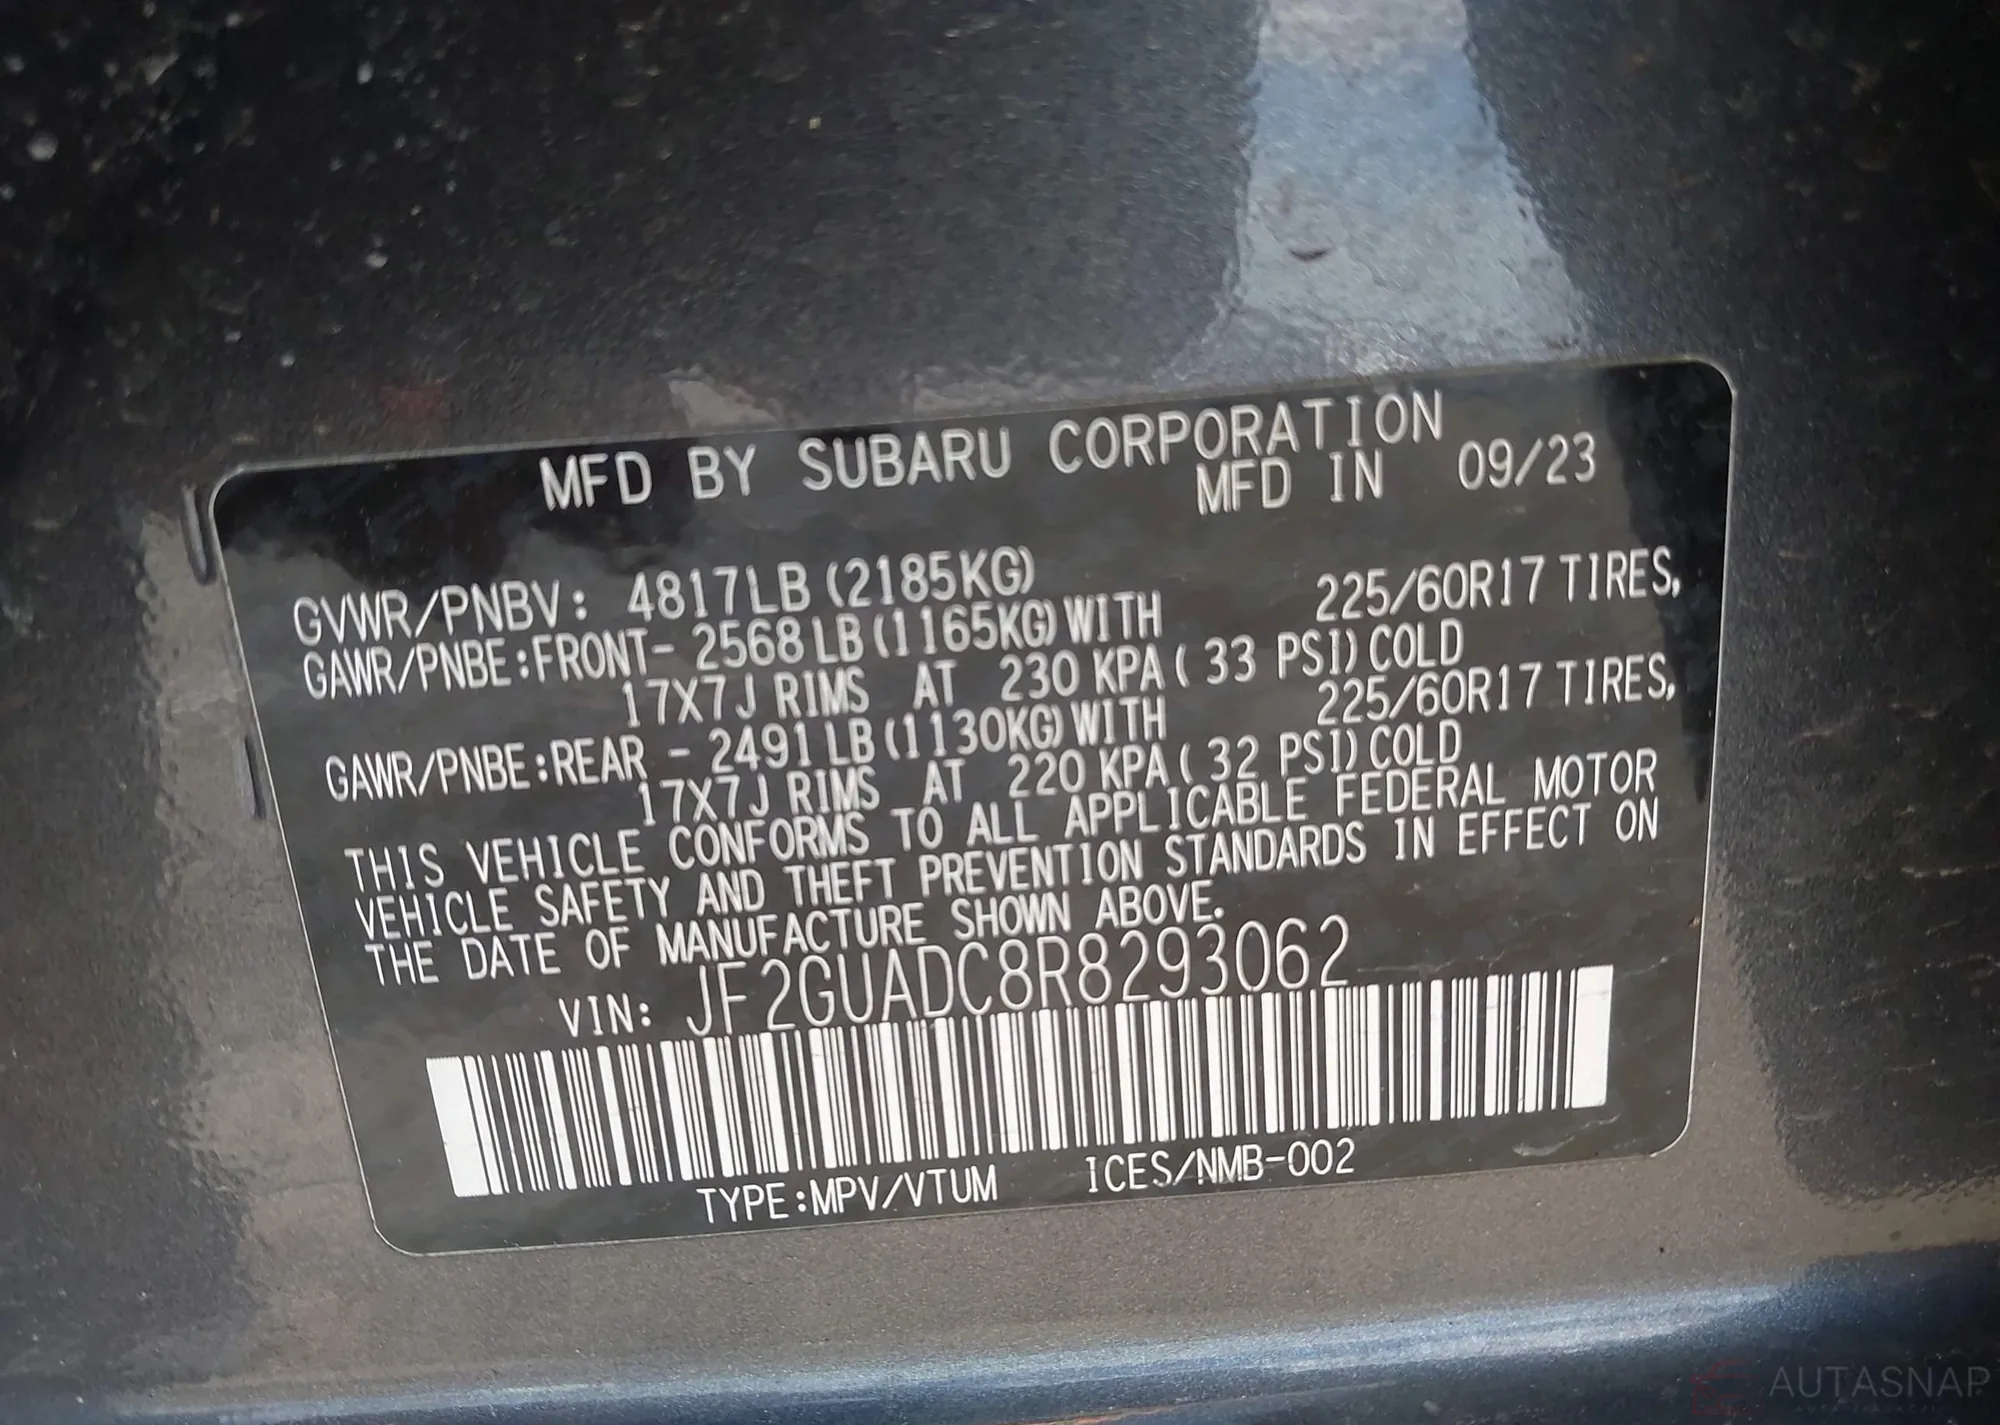 MFD BY SUBARU CORPORATION
MFD IN 09/23
GVWR/PNBV: 4817LB (2185KG)
GAWR/PNBE:FRONT- 2568LB (1165KG) WITH 225/60R17 TIRES,
17X7J RIMS AT 230 KPA ( 33 PSI) COLD
GAWR/PNBE:REAR - 2491LB (1130KG) WITH 225/60R17 TIRES,
17X7J RIMS AT 220 KPA ( 32 PSI) COLD
THIS VEHICLE CONFORMS TO ALL APPLICABLE FEDERAL MOTOR
VEHICLE SAFETY AND THEFT PREVENTION STANDARDS IN EFFECT ON
THE DATE OF MANUFACTURE SHOWN ABOVE.
VIN: JF2GUADC8R8293062
TYPE:MPV/VTUM ICES/NMB-002
AUTASNAP